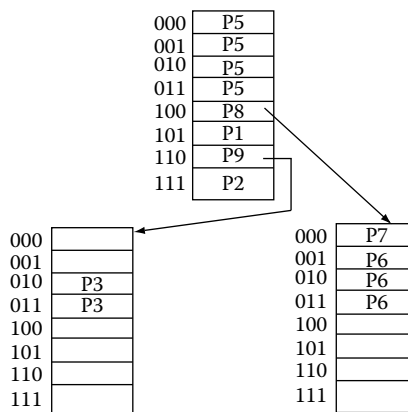 000 P5
001 P5
010 P5
011 P5
100 P8
101 P1
110 P9
111 P2
000
001
010 P3
011 P3
100
101
110
111
000 P7
001 P6
010 P6
011 P6
100
101
110
111